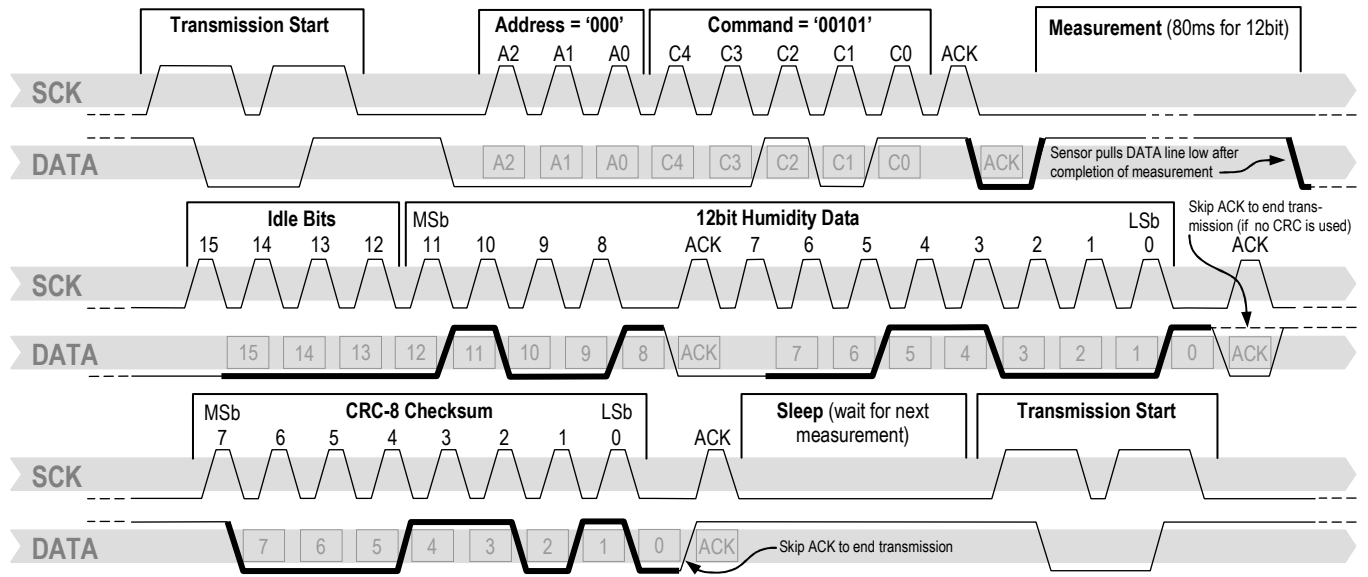 Transmission Start
Address = ‘000’
Command = ‘00101’
Measurement (80ms for 12bit)
A2 A1 A0 C4 C3 C2 C1 C0 ACK
SCK
DATA
A2 A1 A0 C4 C3 C2 C1 C0 ACK
Sensor pulls DATA line low after
completion of measurement
Idle Bits
MSb
12bit Humidity Data
LSb
Skip ACK to end trans-
mission (if no CRC is used)
15 14 13 12 11 10 9 8 ACK 7 6 5 4 3 2 1 0 ACK
SCK
DATA
15 14 13 12 11 10 9 8 ACK 7 6 5 4 3 2 1 0 ACK
MSb
CRC-8 Checksum
LSb
Sleep (wait for next
measurement)
Transmission Start
7 6 5 4 3 2 1 0 ACK
SCK
DATA
7 6 5 4 3 2 1 0 ACK
Skip ACK to end transmission